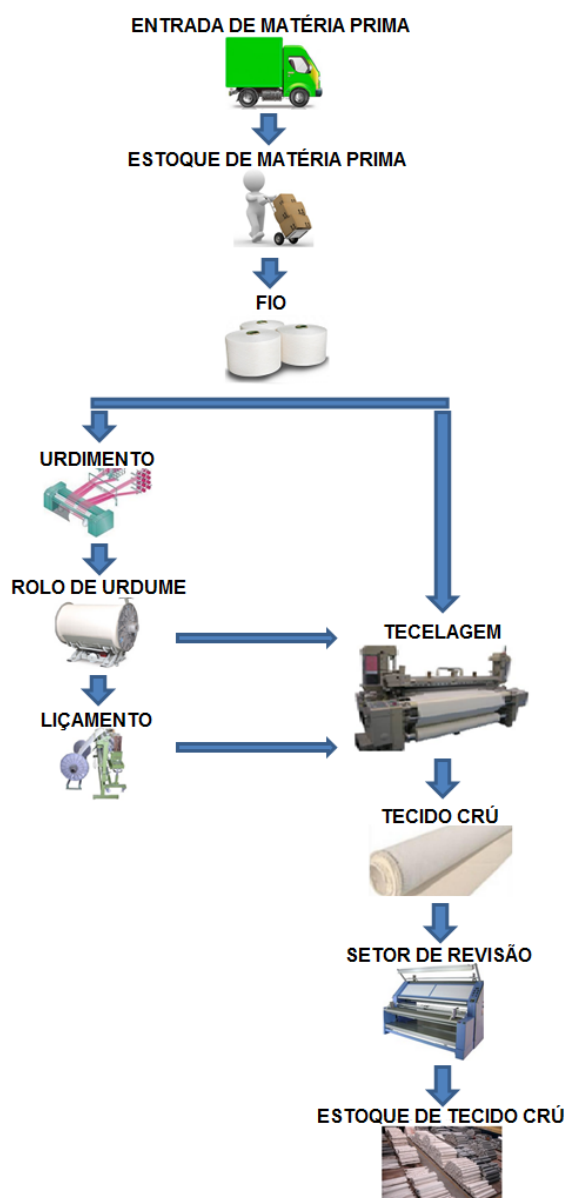 ENTRADA DE MATÉRIA PRIMA
ESTOQUE DE MATÉRIA PRIMA
FIO
URDIMENTO
ROLO DE URDUME
TECELAGEM
LIÇAMENTO
TECIDO CRÚ
SETOR DE REVISÃO
ESTOQUE DE TECIDO CRÚ